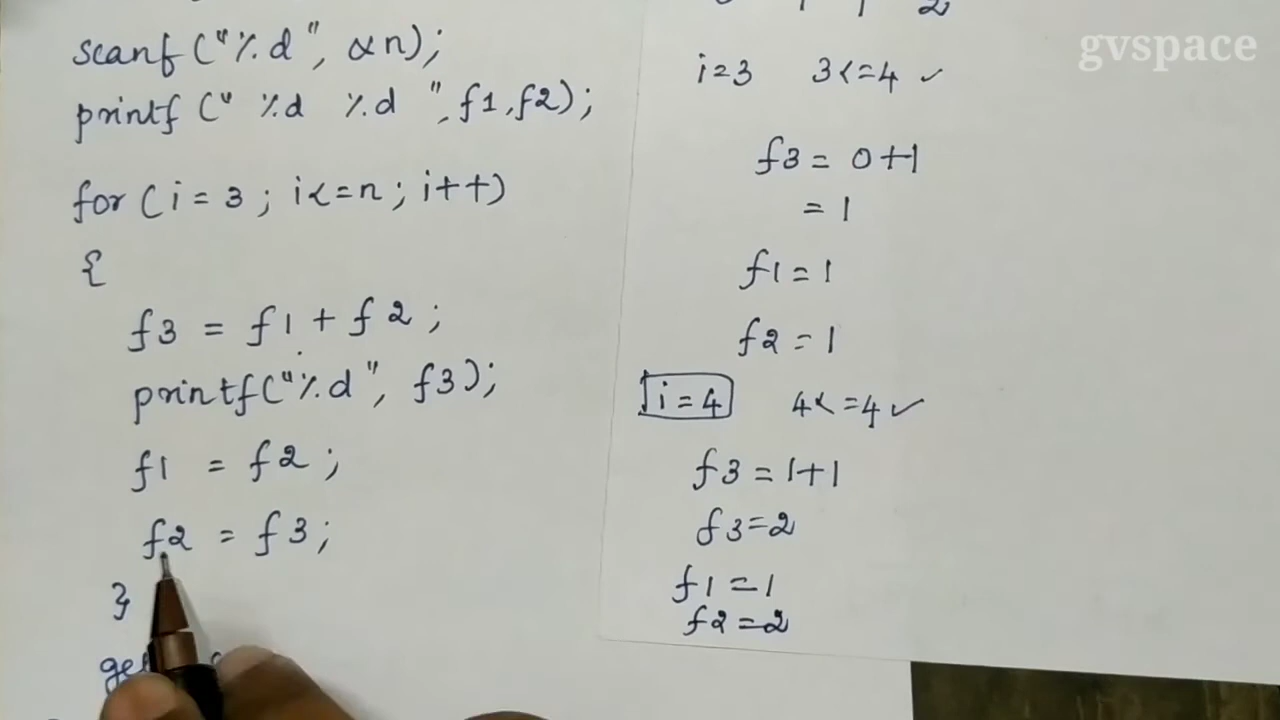 scanf ("%d", &n);
printf (" %d %d ", f1, f2);
for (i = 3 ; i<=n ; i++)
{
f3 = f1 + f2 ;
printf("%d", f3);
f1 = f2 ;
f2 = f3 ;
}
2
gvspace
i=3 3<=4 ✓
f3 = 0+1
= 1
f1=1
f2=1
i=4 4<=4 ✓
f3=1+1
f3=2
f1=1
f2=2